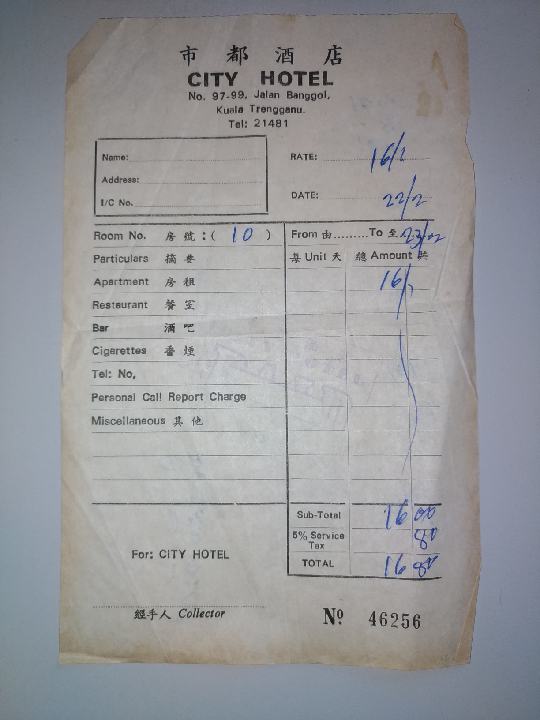 市都酒店
CITY HOTEL
No. 97-99, Jalan Banggol,
Kuala Trengganu.
Tel: 21481
Name:
Address:
I/C No.
RATE: 16/-
DATE: 22/2
Room No. 房號:( 10 )
From 由.........To 至 23/2
Particulars 摘要
每 Unit 天 總 Amount 共
Apartment 房租 16/-
Restaurant 餐室
Bar 酒吧
Cigarettes 香煙
Tel: No,
Personal Call Report Charge
Miscellaneous 其他
Sub-Total 16 00
5% Service Tax 80
TOTAL 16 80
For: CITY HOTEL
經手人 Collector
Nº 46256